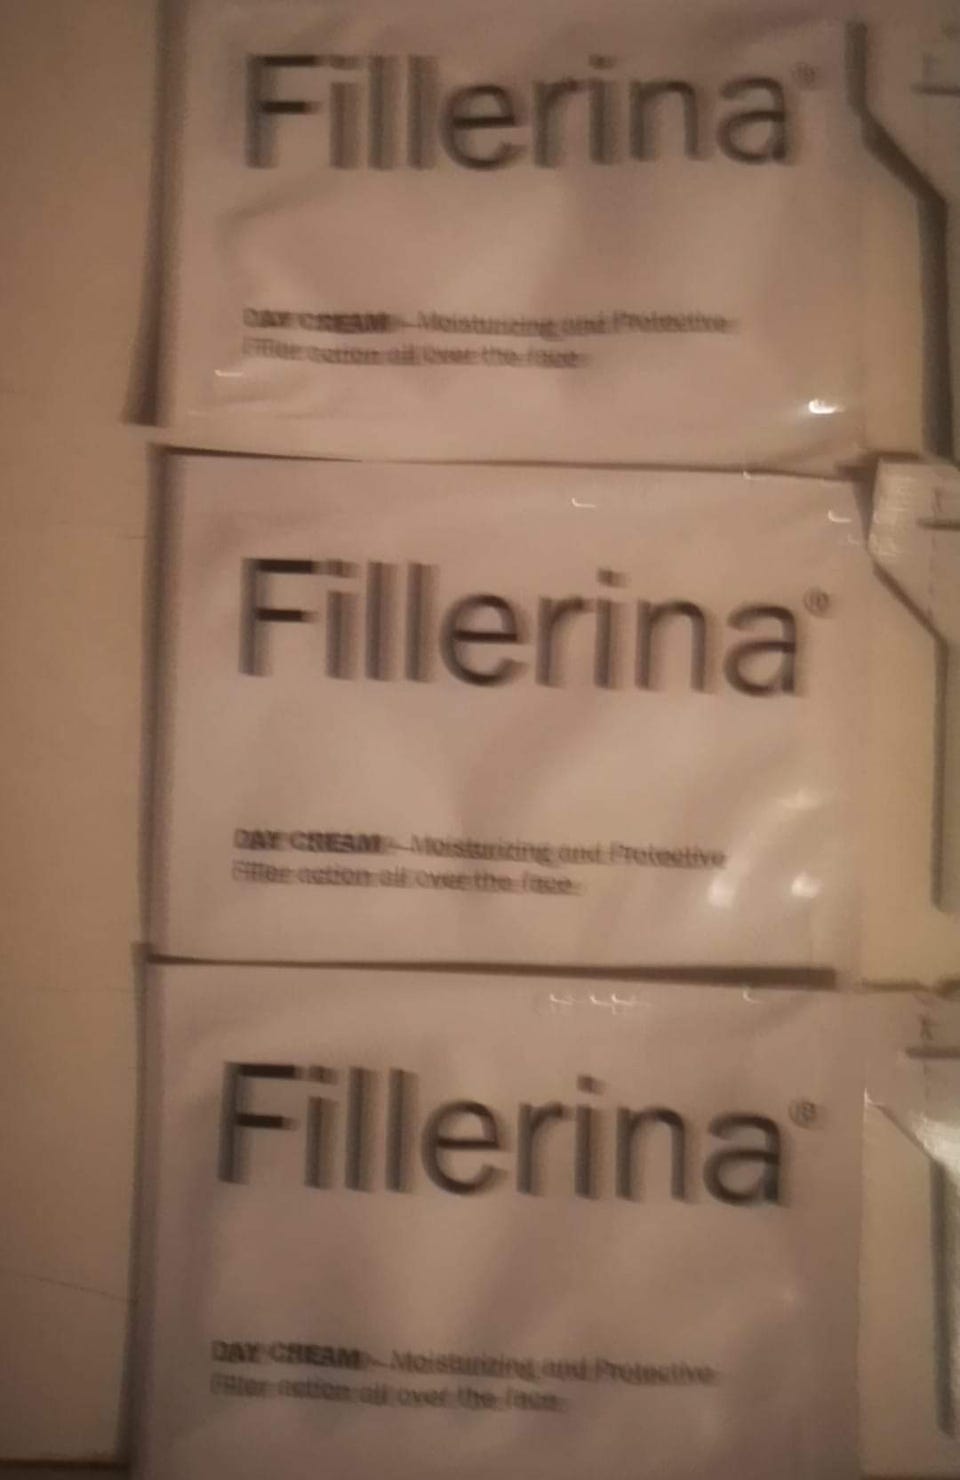 Fillerina®
DAY CREAM - Moisturizing and Protective
Filler action all over the face
Fillerina®
DAY CREAM - Moisturizing and Protective
Filler action all over the face
Fillerina®
DAY CREAM - Moisturizing and Protective
Filler action all over the face